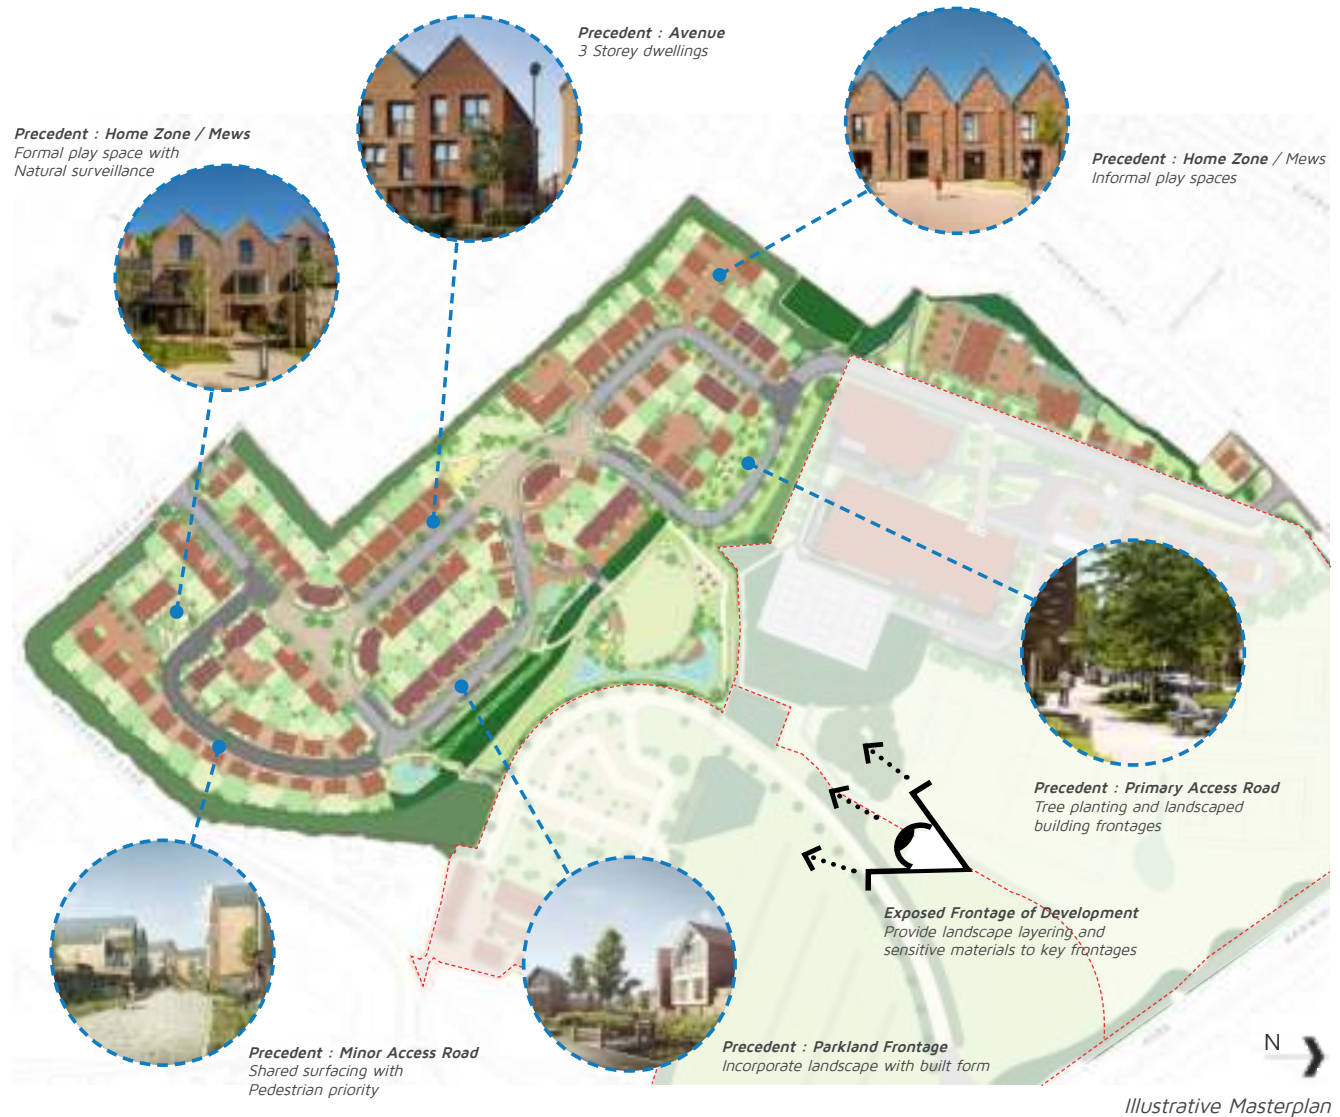 Precedent : Avenue
3 Storey dwellings
Precedent : Home Zone / Mews
Formal play space with
Natural surveillance
Precedent : Home Zone / Mews
Informal play spaces
Precedent : Primary Access Road
Tree planting and landscaped
building frontages
Exposed Frontage of Development
Provide landscape layering and
sensitive materials to key frontages
Precedent : Minor Access Road
Shared surfacing with
Pedestrian priority
Precedent : Parkland Frontage
Incorporate landscape with built form
N
Illustrative Masterplan